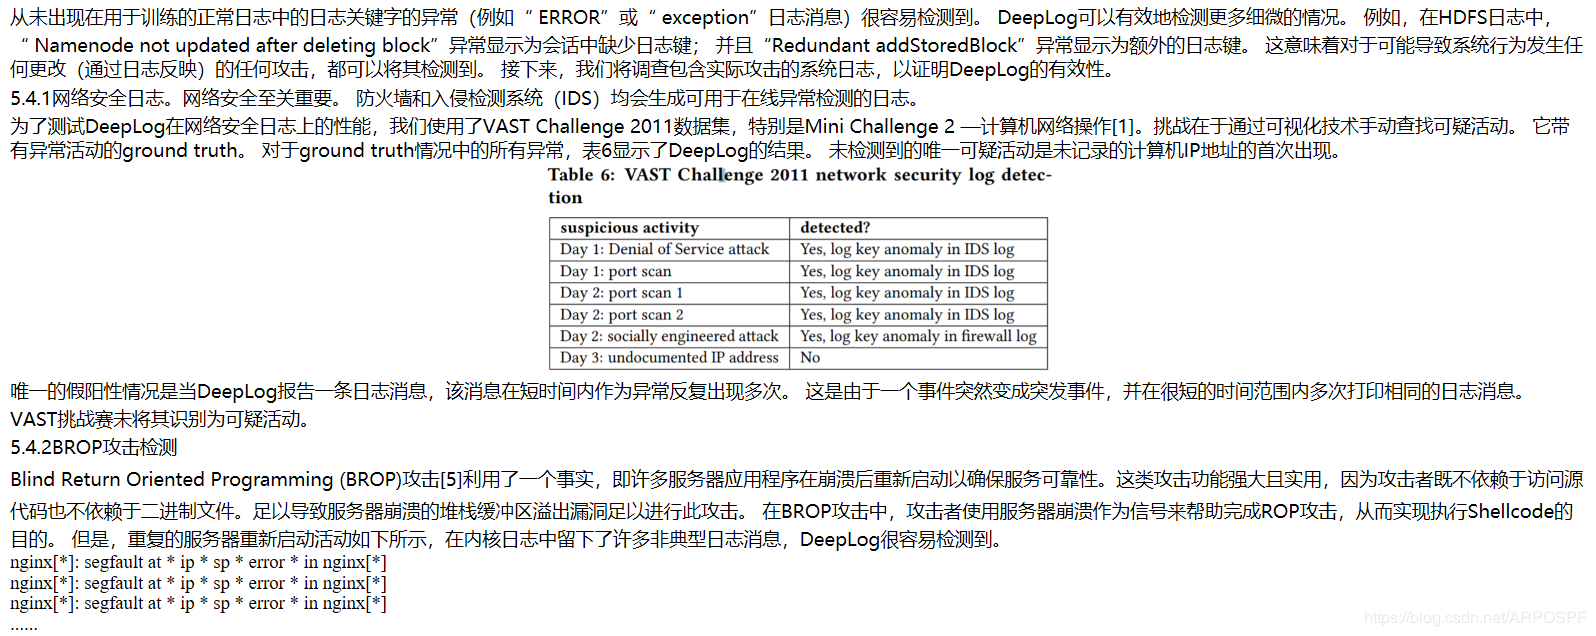 从未出现在用于训练的正常日志中的日志关键字的异常（例如“ ERROR”或“ exception”日志消息）很容易检测到。 DeepLog可以有效地检测更多细微的情况。 例如，在HDFS日志中，
“ Namenode not updated after deleting block”异常显示为会话中缺少日志键； 并且“Redundant addStoredBlock”异常显示为额外的日志键。 这意味着对于可能导致系统行为发生任
何更改（通过日志反映）的任何攻击，都可以将其检测到。 接下来，我们将调查包含实际攻击的系统日志，以证明DeepLog的有效性。
5.4.1网络安全日志。网络安全至关重要。 防火墙和入侵检测系统（IDS）均会生成可用于在线异常检测的日志。
为了测试DeepLog在网络安全日志上的性能，我们使用了VAST Challenge 2011数据集，特别是Mini Challenge 2 —计算机网络操作[1]。挑战在于通过可视化技术手动查找可疑活动。 它带
有异常活动的ground truth。 对于ground truth情况中的所有异常，表6显示了DeepLog的结果。 未检测到的唯一可疑活动是未记录的计算机IP地址的首次出现。
Table 6: VAST Challenge 2011 network security log detec-
tion
suspicious activity detected?
Day 1: Denial of Service attack Yes, log key anomaly in IDS log
Day 1: port scan Yes, log key anomaly in IDS log
Day 2: port scan 1 Yes, log key anomaly in IDS log
Day 2: port scan 2 Yes, log key anomaly in IDS log
Day 2: socially engineered attack Yes, log key anomaly in firewall log
Day 3: undocumented IP address No
唯一的假阳性情况是当DeepLog报告一条日志消息，该消息在短时间内作为异常反复出现多次。 这是由于一个事件突然变成突发事件，并在很短的时间范围内多次打印相同的日志消息。
VAST挑战赛未将其识别为可疑活动。
5.4.2BROP攻击检测
Blind Return Oriented Programming (BROP)攻击[5]利用了一个事实，即许多服务器应用程序在崩溃后重新启动以确保服务可靠性。这类攻击功能强大且实用，因为攻击者既不依赖于访问源
代码也不依赖于二进制文件。足以导致服务器崩溃的堆栈缓冲区溢出漏洞足以进行此攻击。 在BROP攻击中，攻击者使用服务器崩溃作为信号来帮助完成ROP攻击，从而实现执行Shellcode的
目的。 但是，重复的服务器重新启动活动如下所示，在内核日志中留下了许多非典型日志消息，DeepLog很容易检测到。
nginx[*]: segfault at * ip * sp * error * in nginx[*]
nginx[*]: segfault at * ip * sp * error * in nginx[*]
nginx[*]: segfault at * ip * sp * error * in nginx[*]
......
https://blog.csdn.net/ARPOSPF